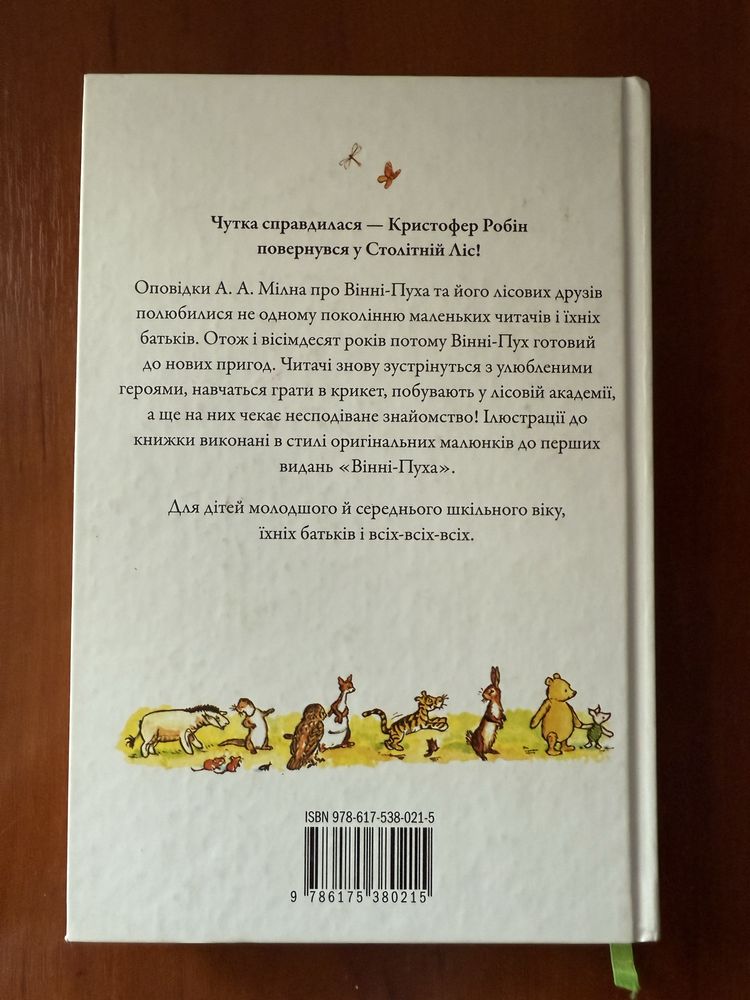 Чутка справдилася — Кристофер Робін
повернувся у Столітній Ліс!
Оповідки А. А. Мілна про Вінні-Пуха та його лісових друзів
полюбилися не одному поколінню маленьких читачів і їхніх
батьків. Отож і вісімдесят років потому Вінні-Пух готовий
до нових пригод. Читачі знову зустрінуться з улюбленими
героями, навчаться грати в крикет, побувають у лісовій академії,
а ще на них чекає несподіване знайомство! Ілюстрації до
книжки виконані в стилі оригінальних малюнків до перших
видань «Вінні-Пуха».
Для дітей молодшого й середнього шкільного віку,
їхніх батьків і всіх-всіх-всіх.
ISBN 978-617-538-021-5
9 786175 380215